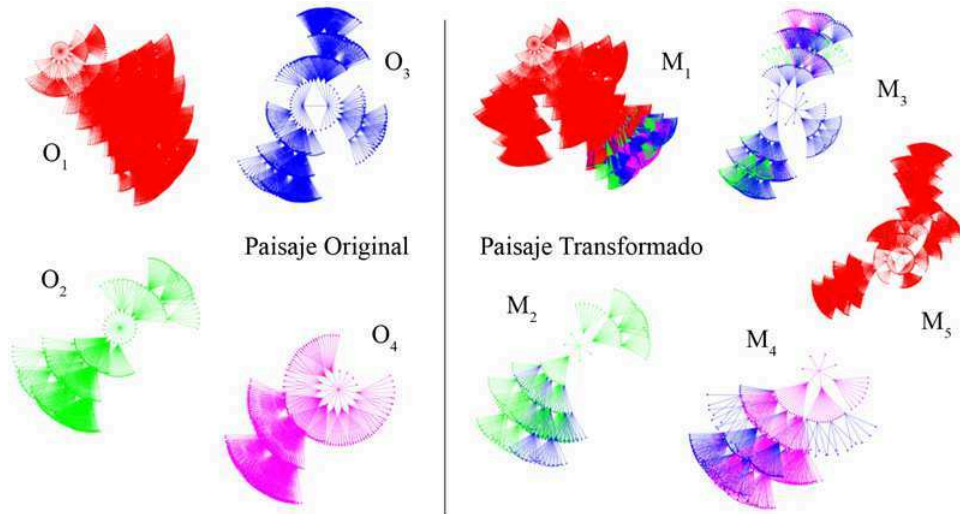 O1
O3
Paisaje Original
O2
O4
M1
M3
Paisaje Transformado
M2
M4
M5